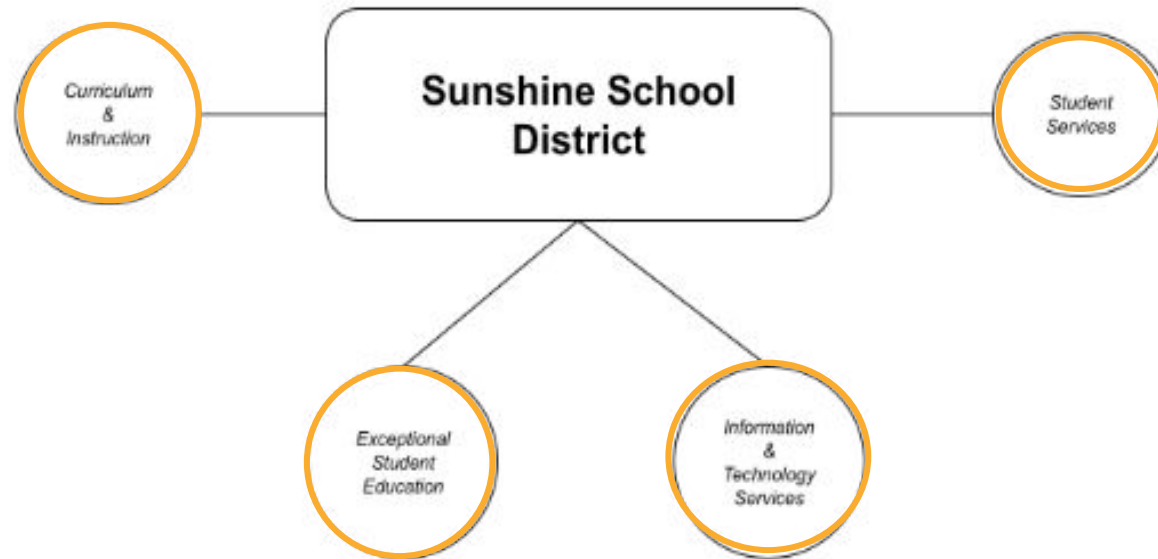 Sunshine School
District
Curriculum
&
Instruction
Student
Services
Exceptional
Student
Education
Information
&
Technology
Services